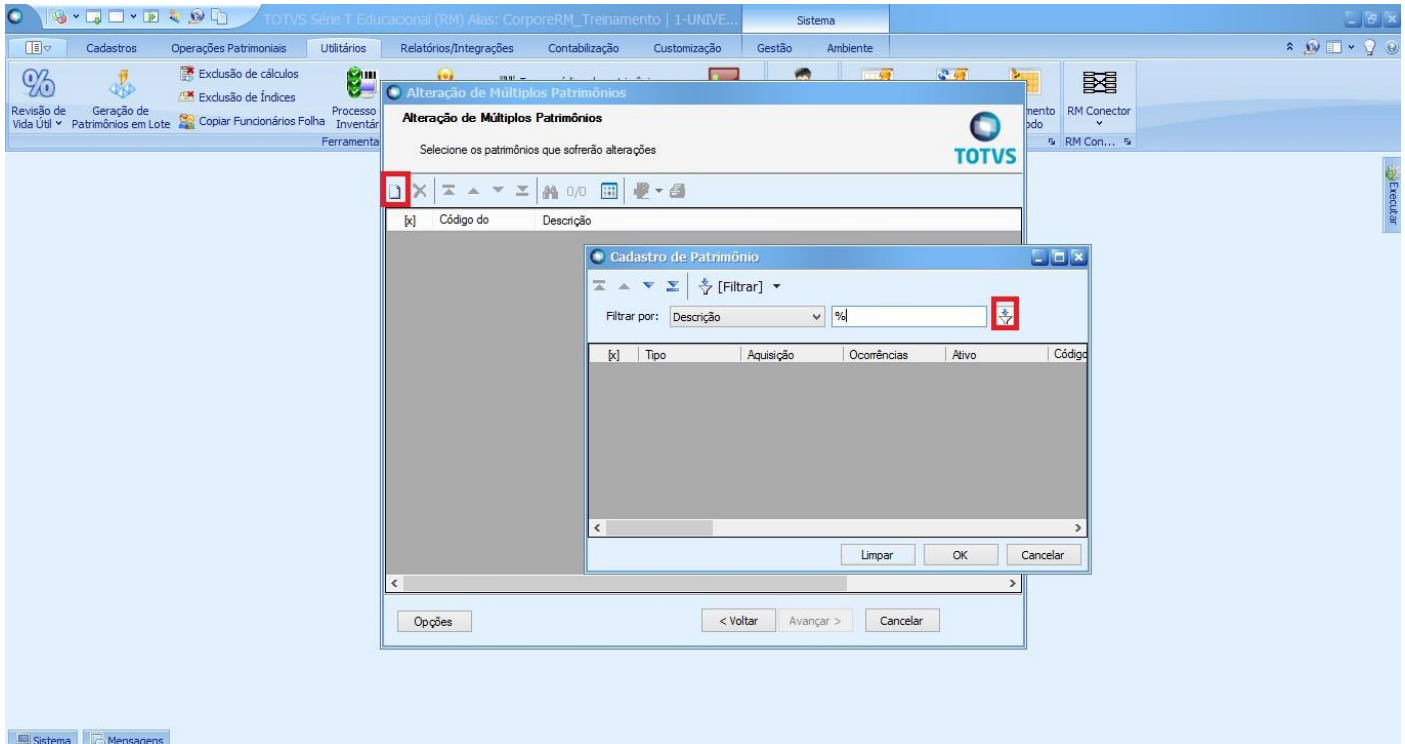 TOTVS Série T Educacional (RM) Alias: CorporeRM_Treinamento | 1-UNIVE...
Sistema
Cadastros Operações Patrimoniais Utilitários Relatórios/Integrações Contabilização Customização Gestão Ambiente
Revisão de Vida Útil
Geração de Patrimônios em Lote
Exclusão de cálculos
Exclusão de Índices
Copiar Funcionários Folha
Processo
Inventár
Ferramenta
RM Conector
RM Con...
Executar
Alteração de Múltiplos Patrimônios
Alteração de Múltiplos Patrimônios
Selecione os patrimônios que sofrerão alterações
TOTVS
0/0
[x] Código do Descrição
Cadastro de Patrimônio
[Filtrar]
Filtrar por: Descrição %
[x] Tipo Aquisição Ocorrências Ativo Código
Limpar OK Cancelar
Opções < Voltar Avançar > Cancelar
Sistema Mensagens